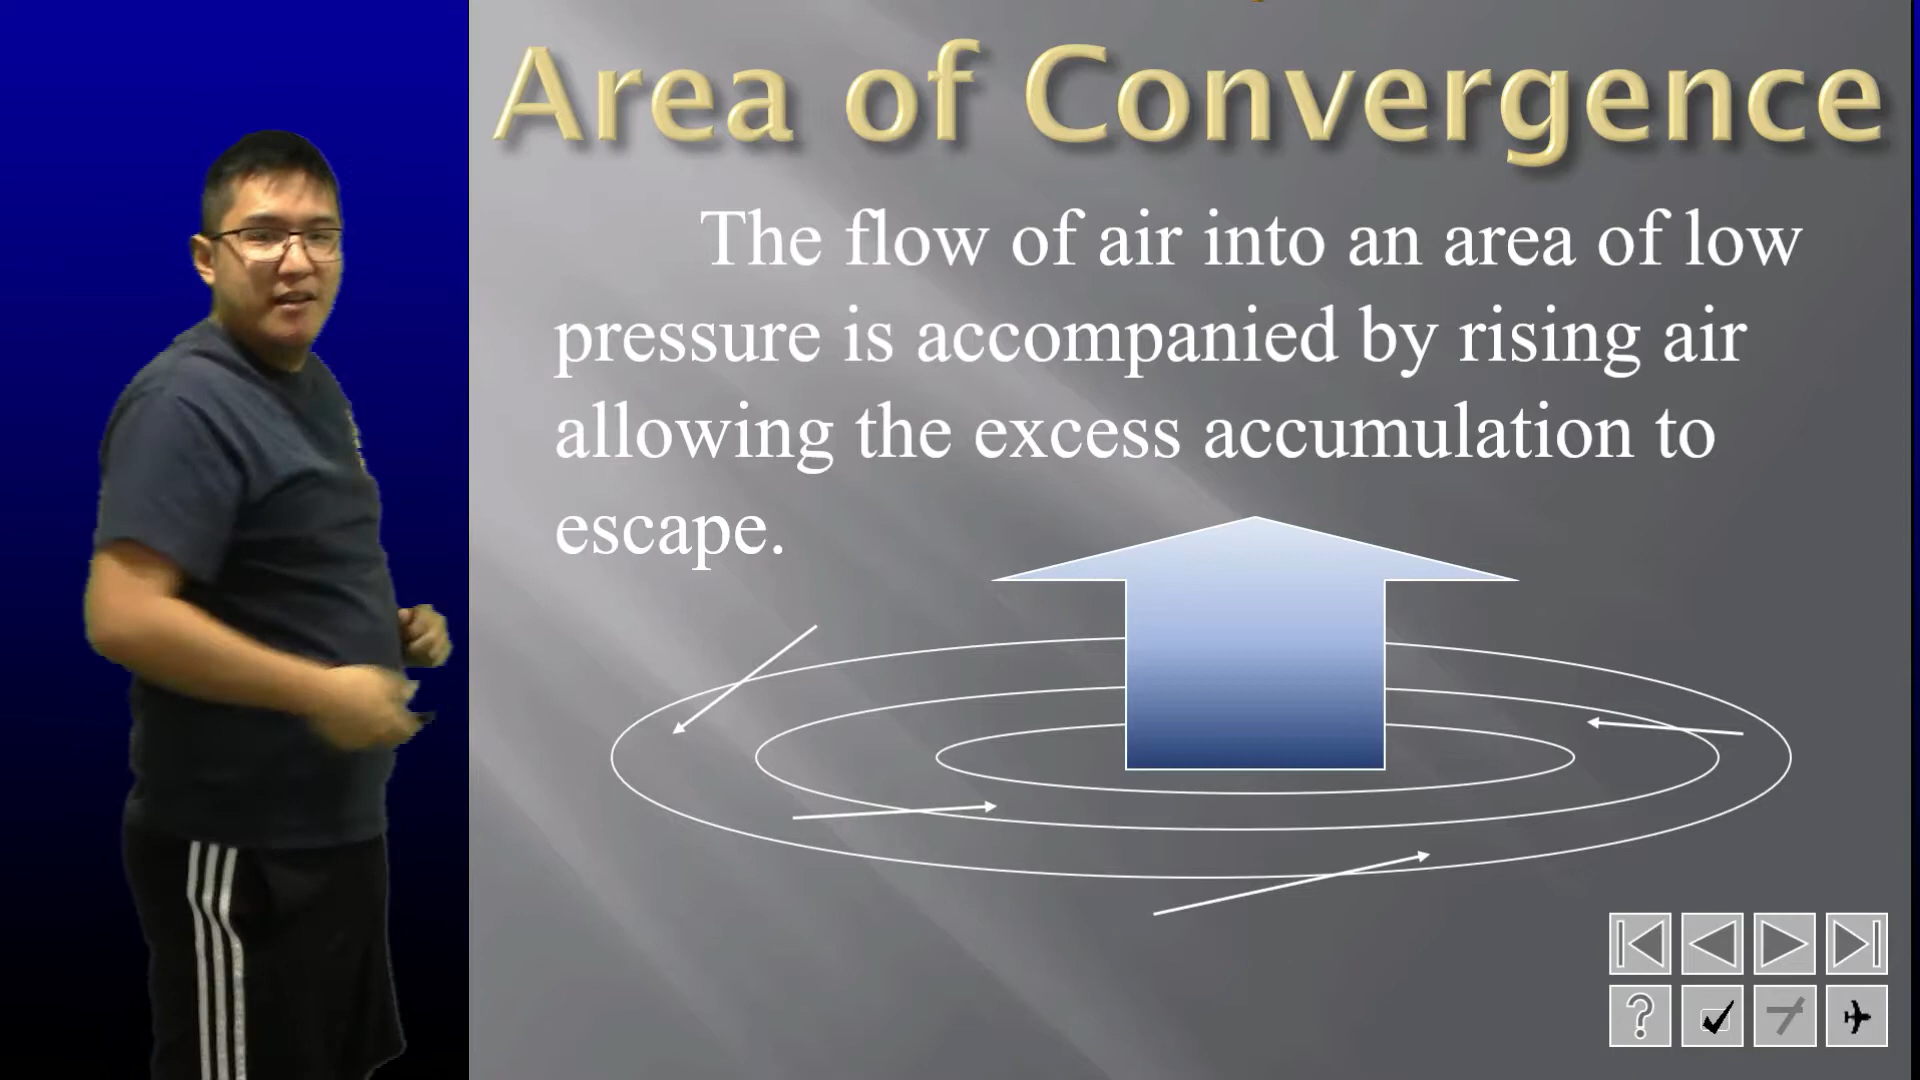 Area of Convergence
The flow of air into an area of low
pressure is accompanied by rising air
allowing the excess accumulation to
escape.
?